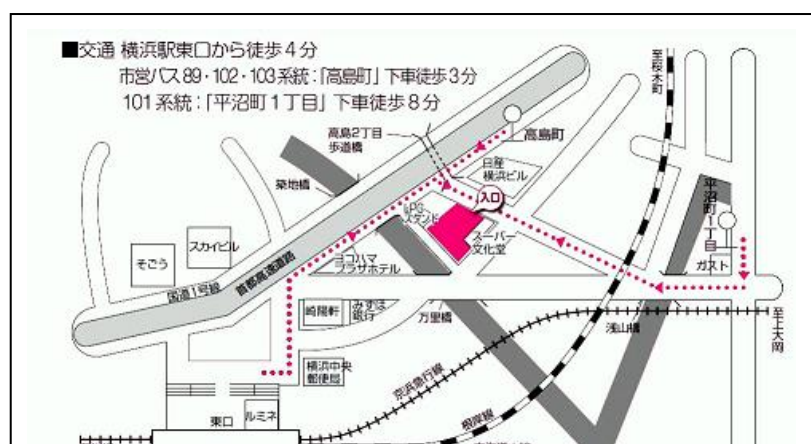 ■交通 横浜駅東口から徒歩4分
市営バス89・102・103系統:「高島町」下車徒歩3分
101系統:「平沼町1丁目」下車徒歩8分
至桜木町
高島2丁目
歩道橋
高島町
日産
横浜ビル
築地橋
入口
平沼町1丁目
LPG
スタンド
スーパー
文化堂
スカイビル
そごう
ヨコハマ
プラザホテル
ガスト
首都高速道路
国道1号線
崎陽軒
みずほ
銀行
万里橋
浅山橋
至上大岡
横浜中央
郵便局
京浜急行線
根岸線
東口
ルミネ